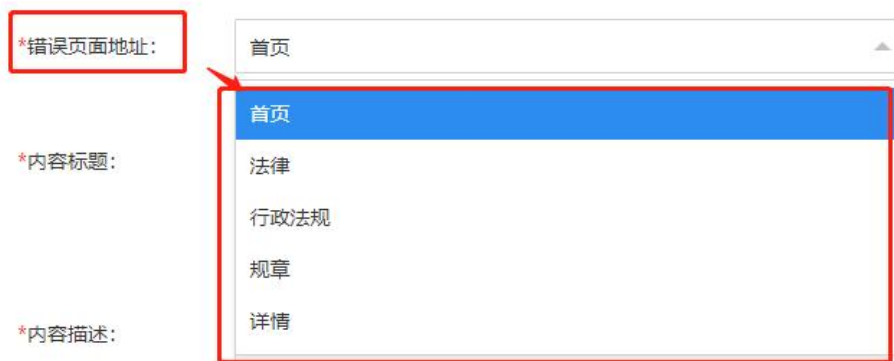 *错误页面地址：
首页
首页
法律
*内容标题：
行政法规
规章
详情
*内容描述：